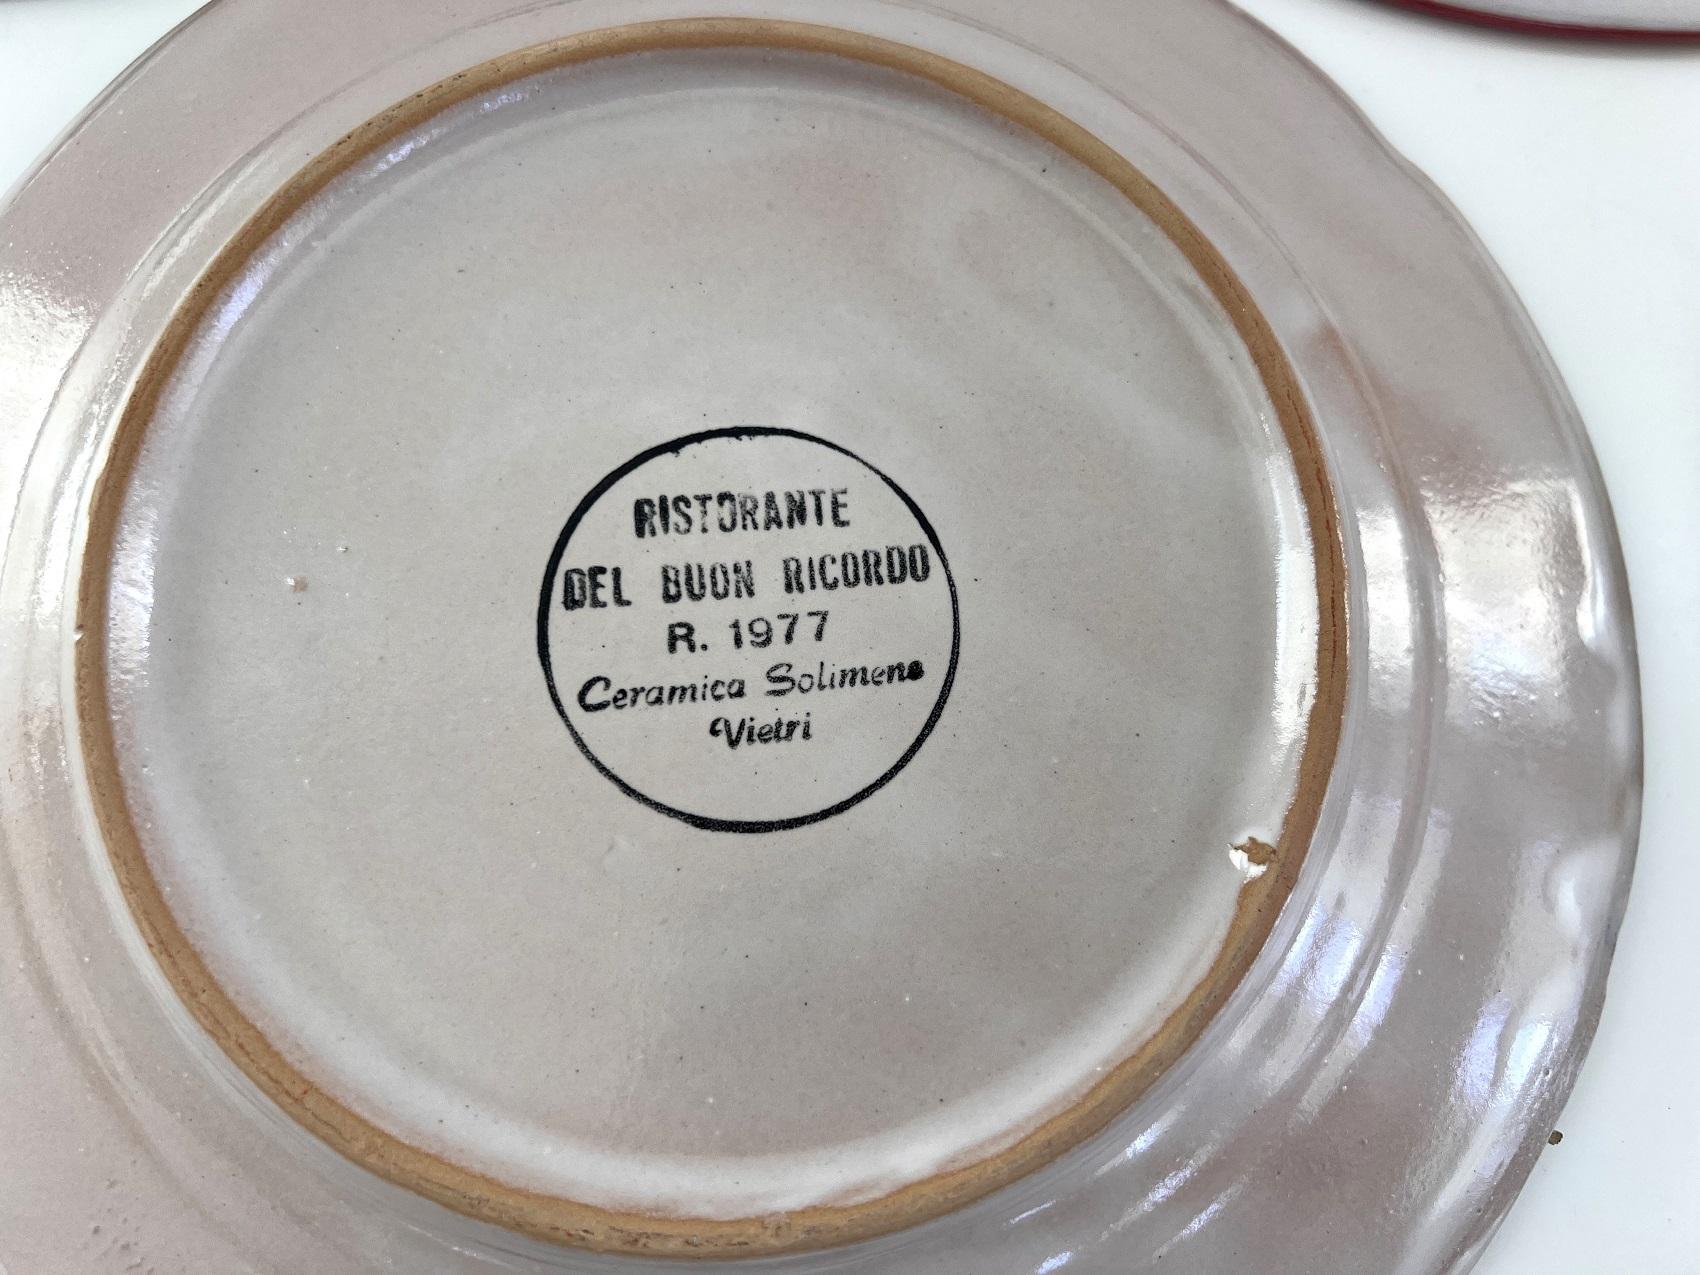 RISTORANTE
DEL BUON RICORDO
R. 1977
Ceramica Solimene
Vietri